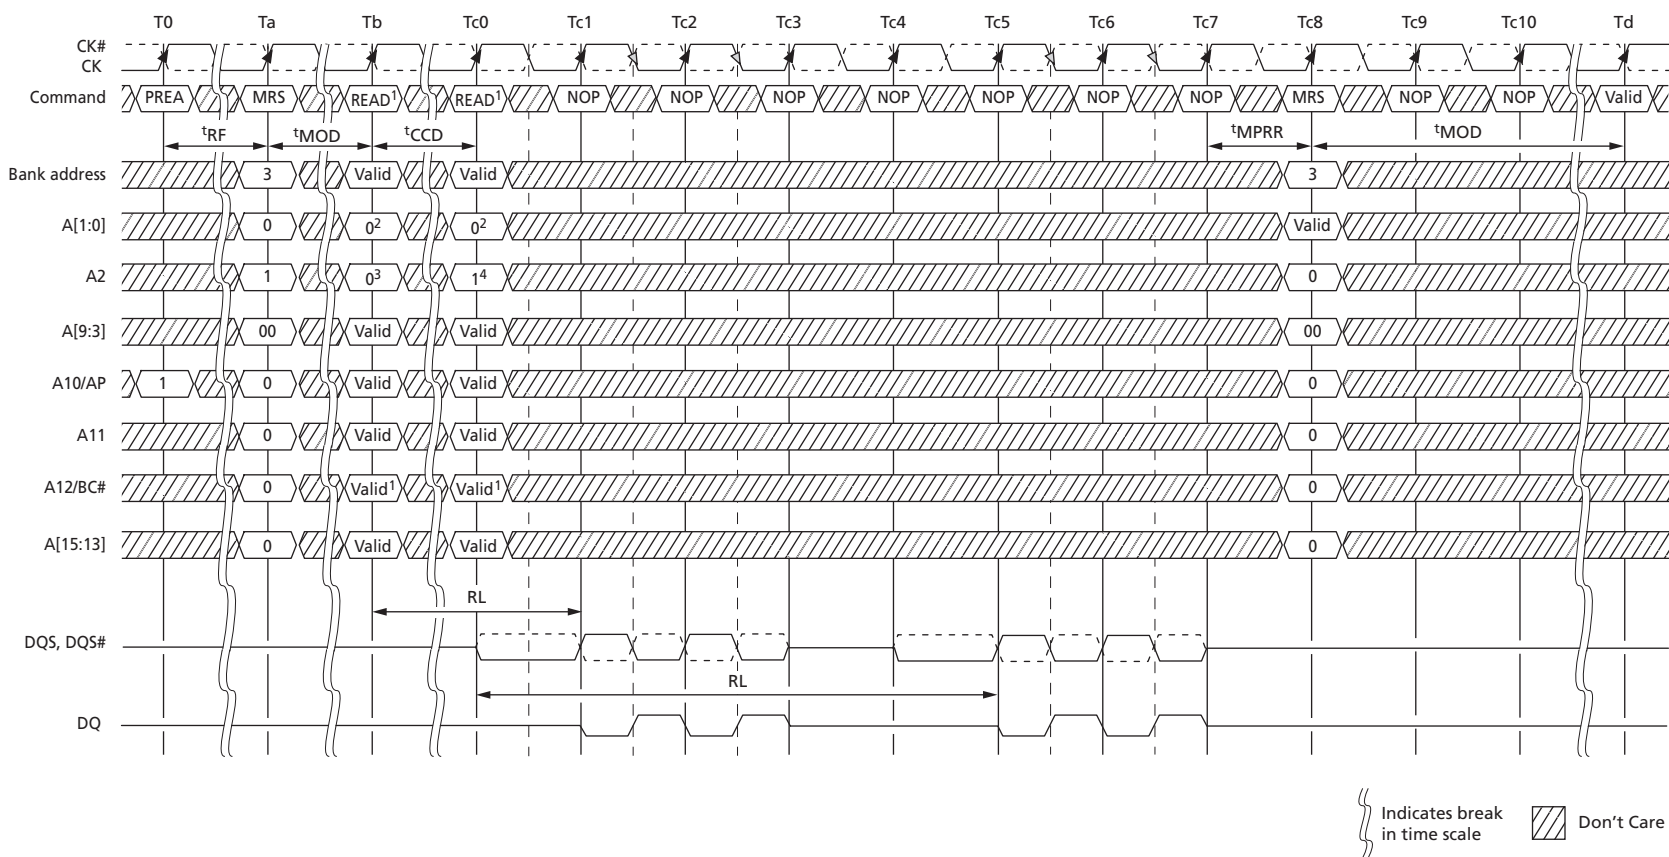 T0 Ta Tb Tc0 Tc1 Tc2 Tc3 Tc4 Tc5 Tc6 Tc7 Tc8 Tc9 Tc10 Td
CK#
CK
Command PREA MRS READ¹ READ¹ NOP NOP NOP NOP NOP NOP NOP MRS NOP NOP Valid
ᵗRF ᵗMOD ᵗCCD ᵗMPRR ᵗMOD
Bank address 3 Valid Valid 3
A[1:0] 0 0² 0² Valid
A2 1 0³ 1⁴ 0
A[9:3] 00 Valid Valid 00
A10/AP 1 0 Valid Valid 0
A11 0 Valid Valid 0
A12/BC# 0 Valid¹ Valid¹ 0
A[15:13] 0 Valid Valid 0
RL
DQS, DQS#
RL
DQ
Indicates break
in time scale
Don't Care